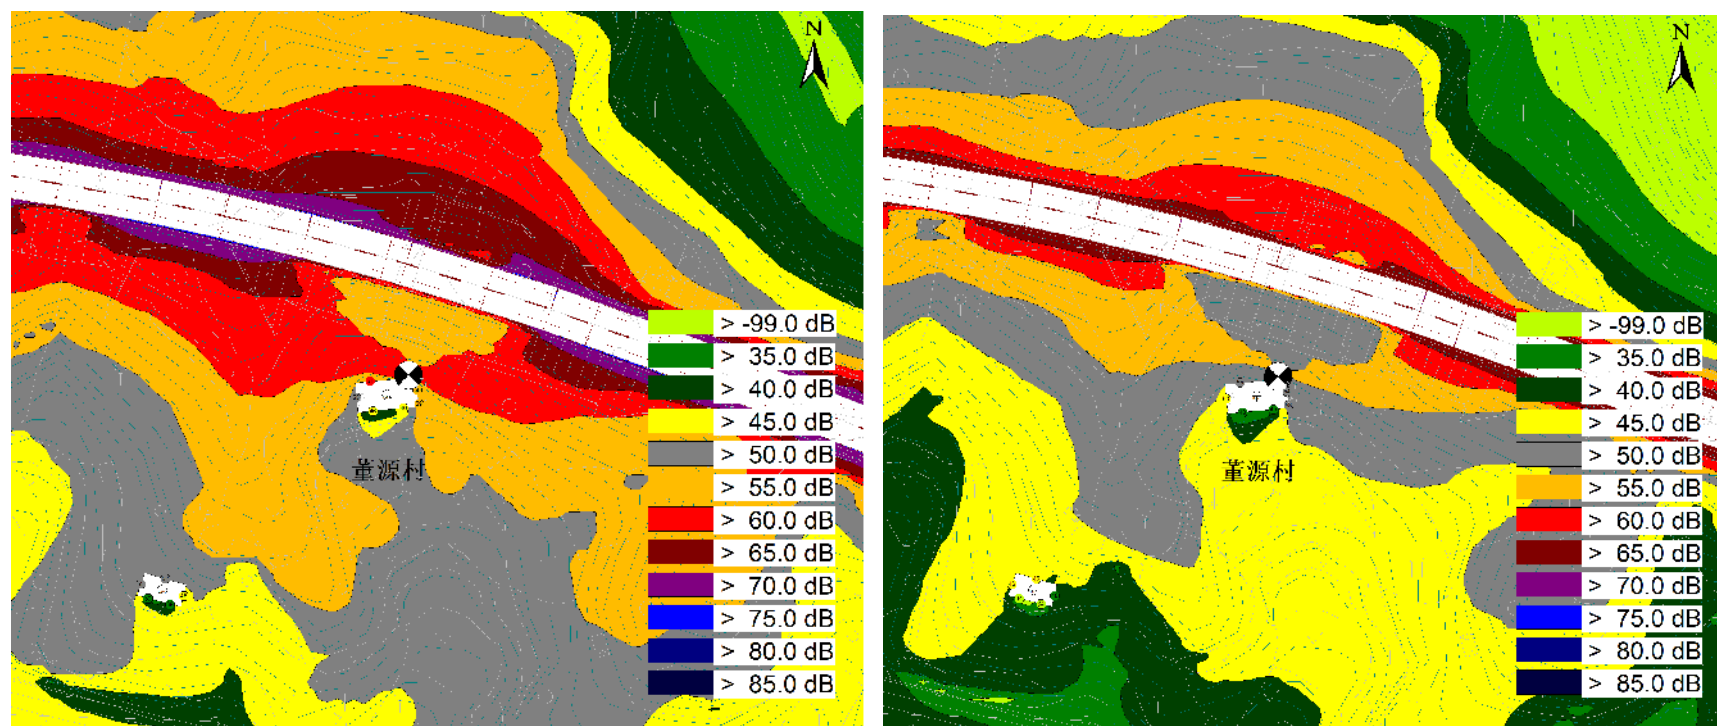 N
> -99.0 dB
> 35.0 dB
> 40.0 dB
> 45.0 dB
> 50.0 dB
> 55.0 dB
> 60.0 dB
> 65.0 dB
> 70.0 dB
> 75.0 dB
> 80.0 dB
> 85.0 dB
董源村
N
> -99.0 dB
> 35.0 dB
> 40.0 dB
> 45.0 dB
> 50.0 dB
> 55.0 dB
> 60.0 dB
> 65.0 dB
> 70.0 dB
> 75.0 dB
> 80.0 dB
> 85.0 dB
董源村